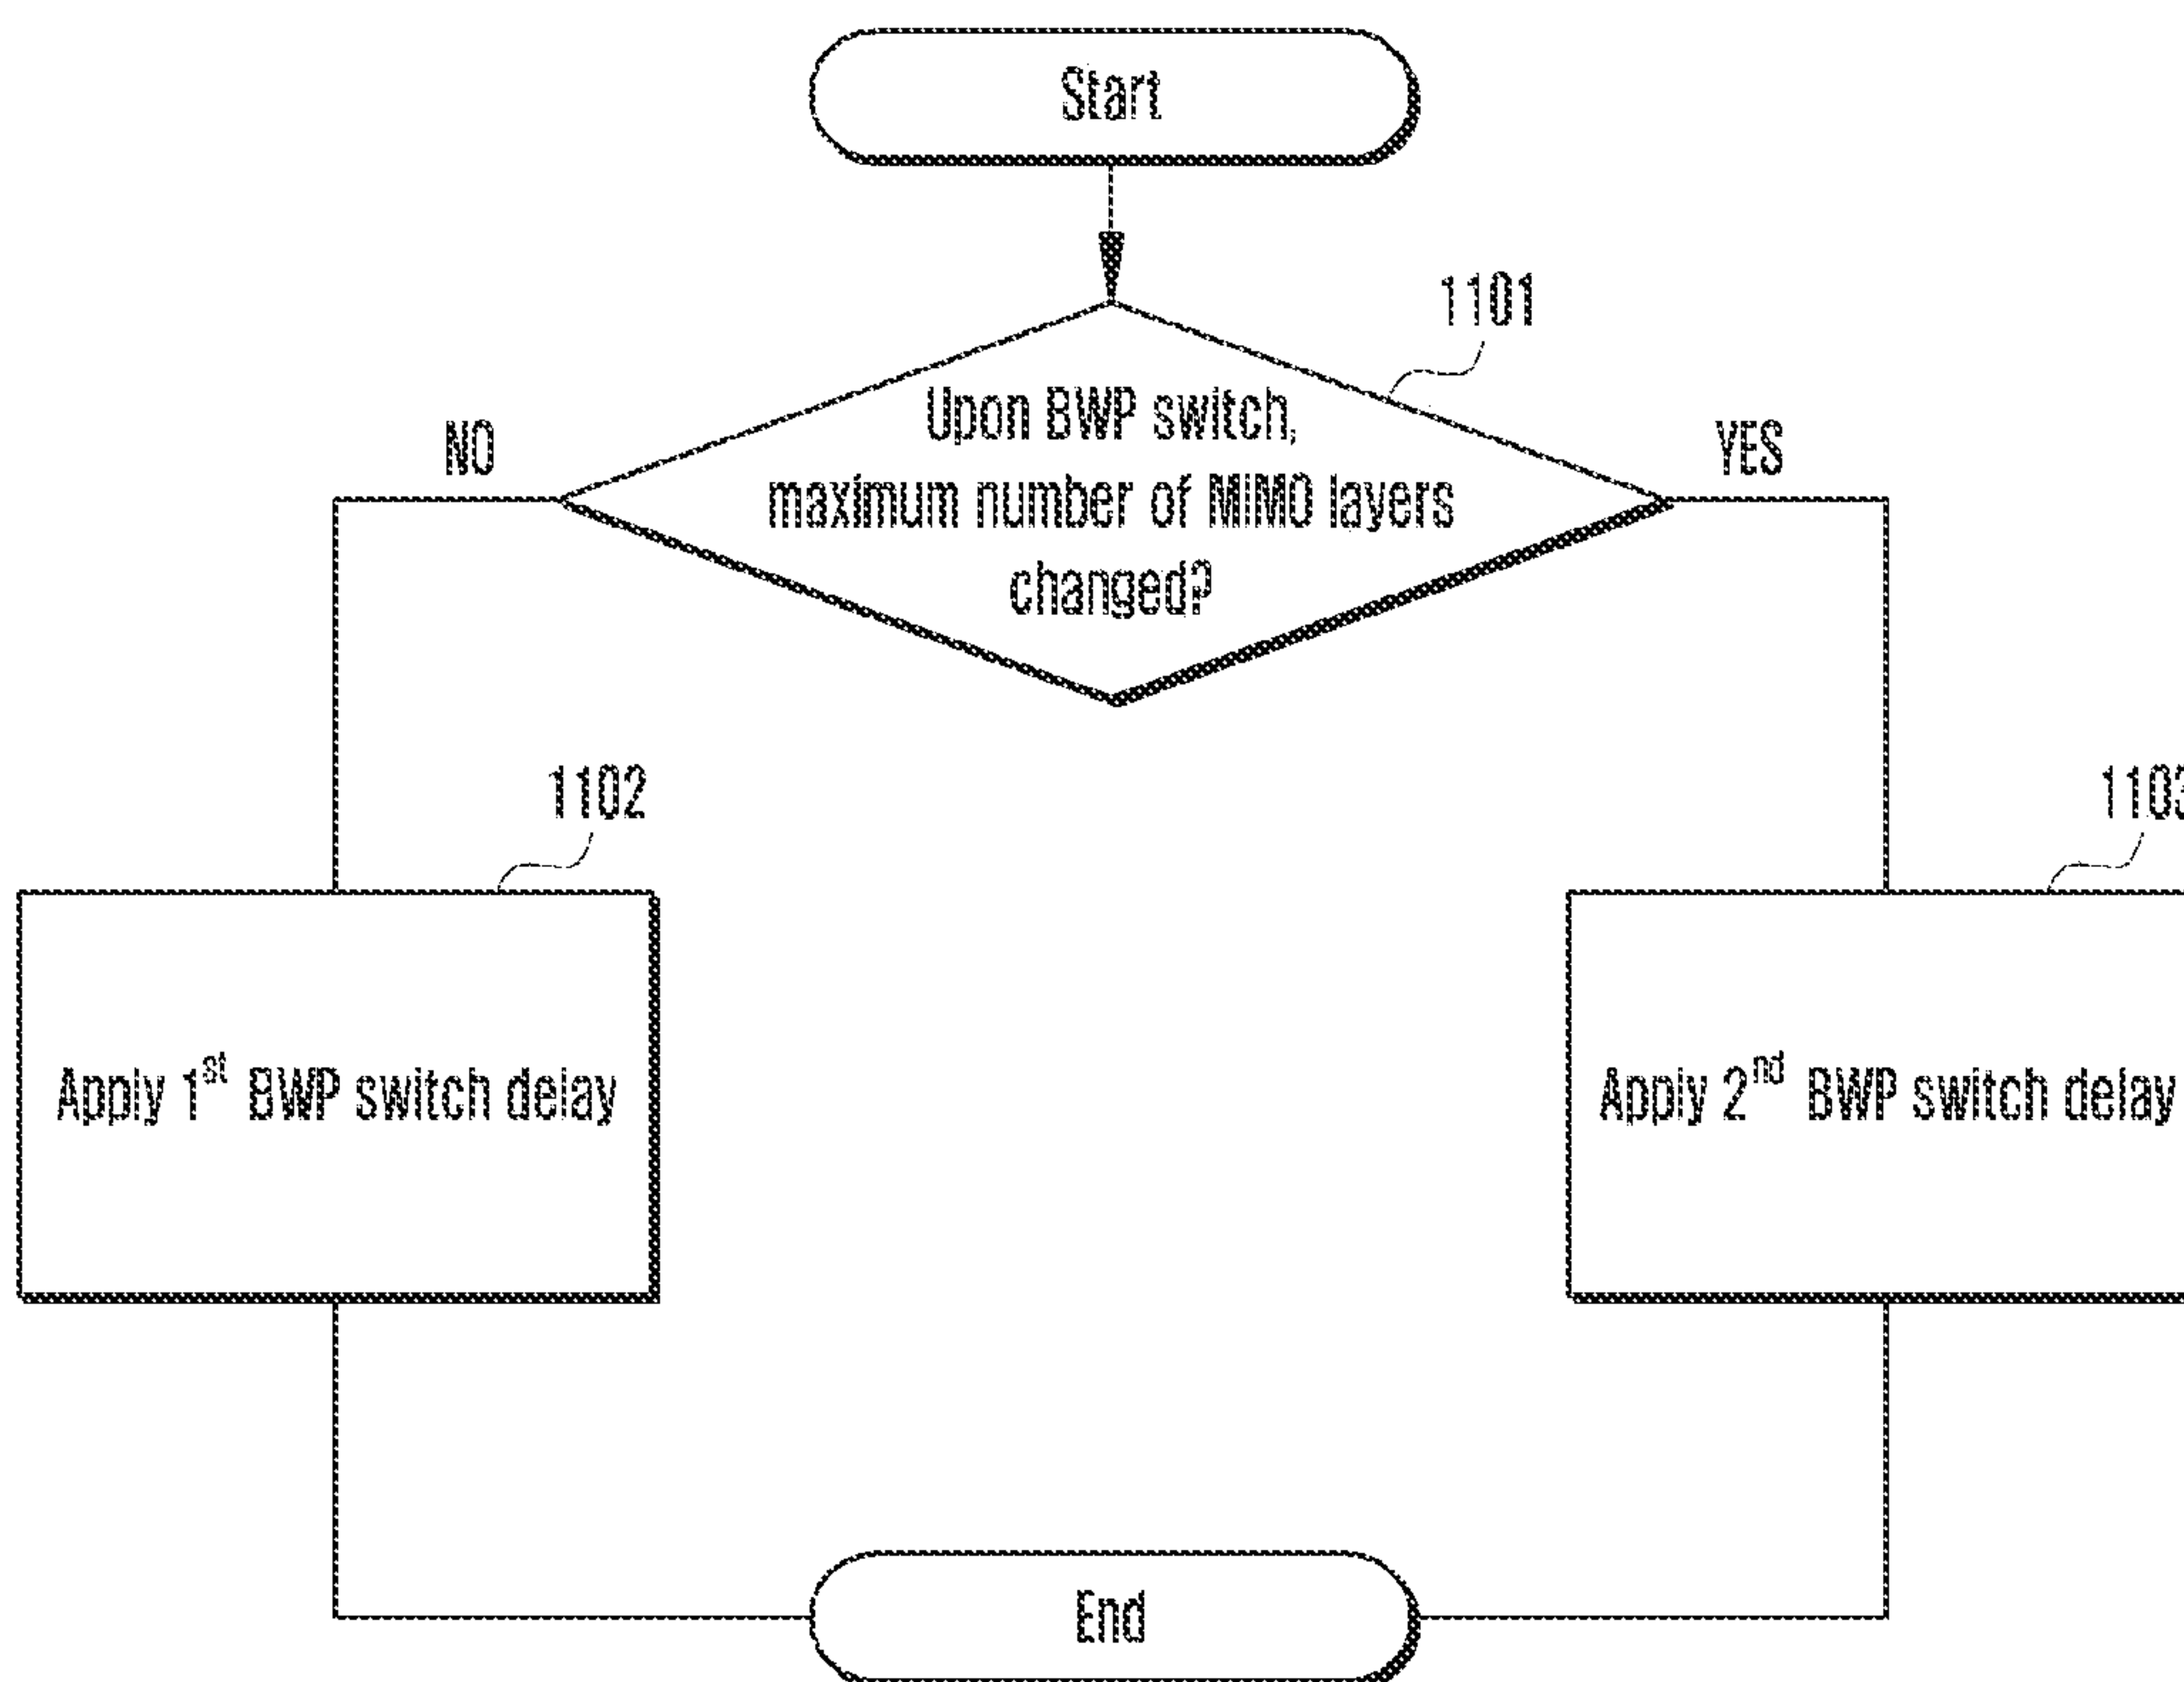 Start
1101
Upon BWP switch,
maximum number of MIMO layers
changed?
NO
YES
1102
1103
Apply 1st BWP switch delay
Apply 2nd BWP switch delay
End